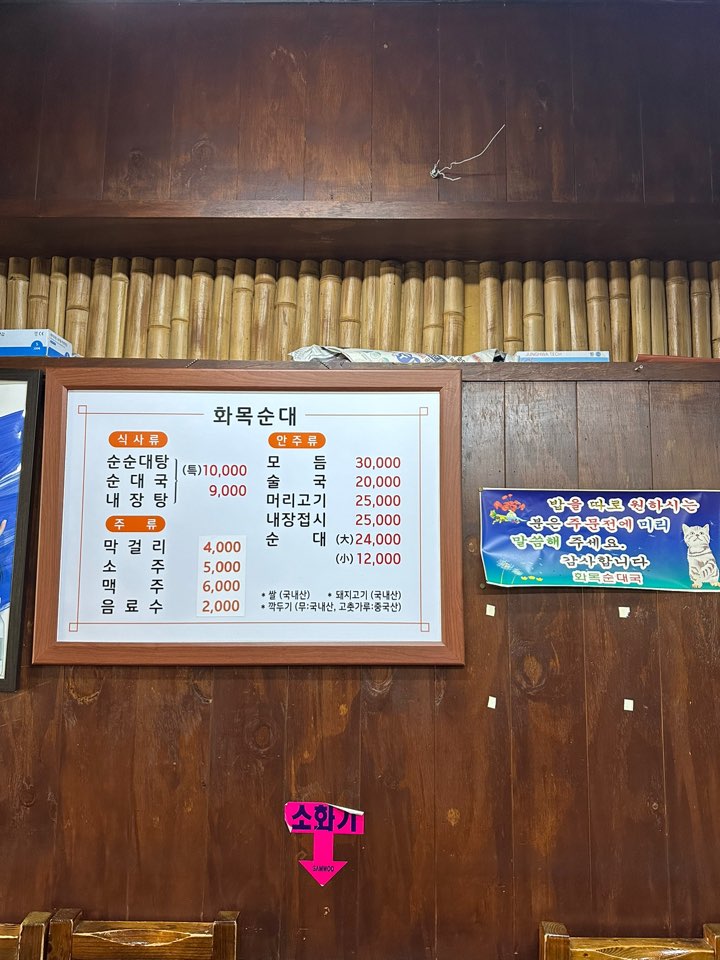 JUNGHWA TECH
화목순대
식사류
순순대탕
순대국
내장탕
(특)10,000
9,000
주류
막걸리 4,000
소주 5,000
맥주 6,000
음료수 2,000
안주류
모듬 30,000
술국 20,000
머리고기 25,000
내장접시 25,000
순대 (大)24,000
(小)12,000
* 쌀 (국내산) * 돼지고기 (국내산)
* 깍두기 (무:국내산, 고춧가루:중국산)
밥을 따로 원하시는
분은 주문전에 미리
말씀해 주세요.
감사합니다
화목순대국
소화기
SAMWOO